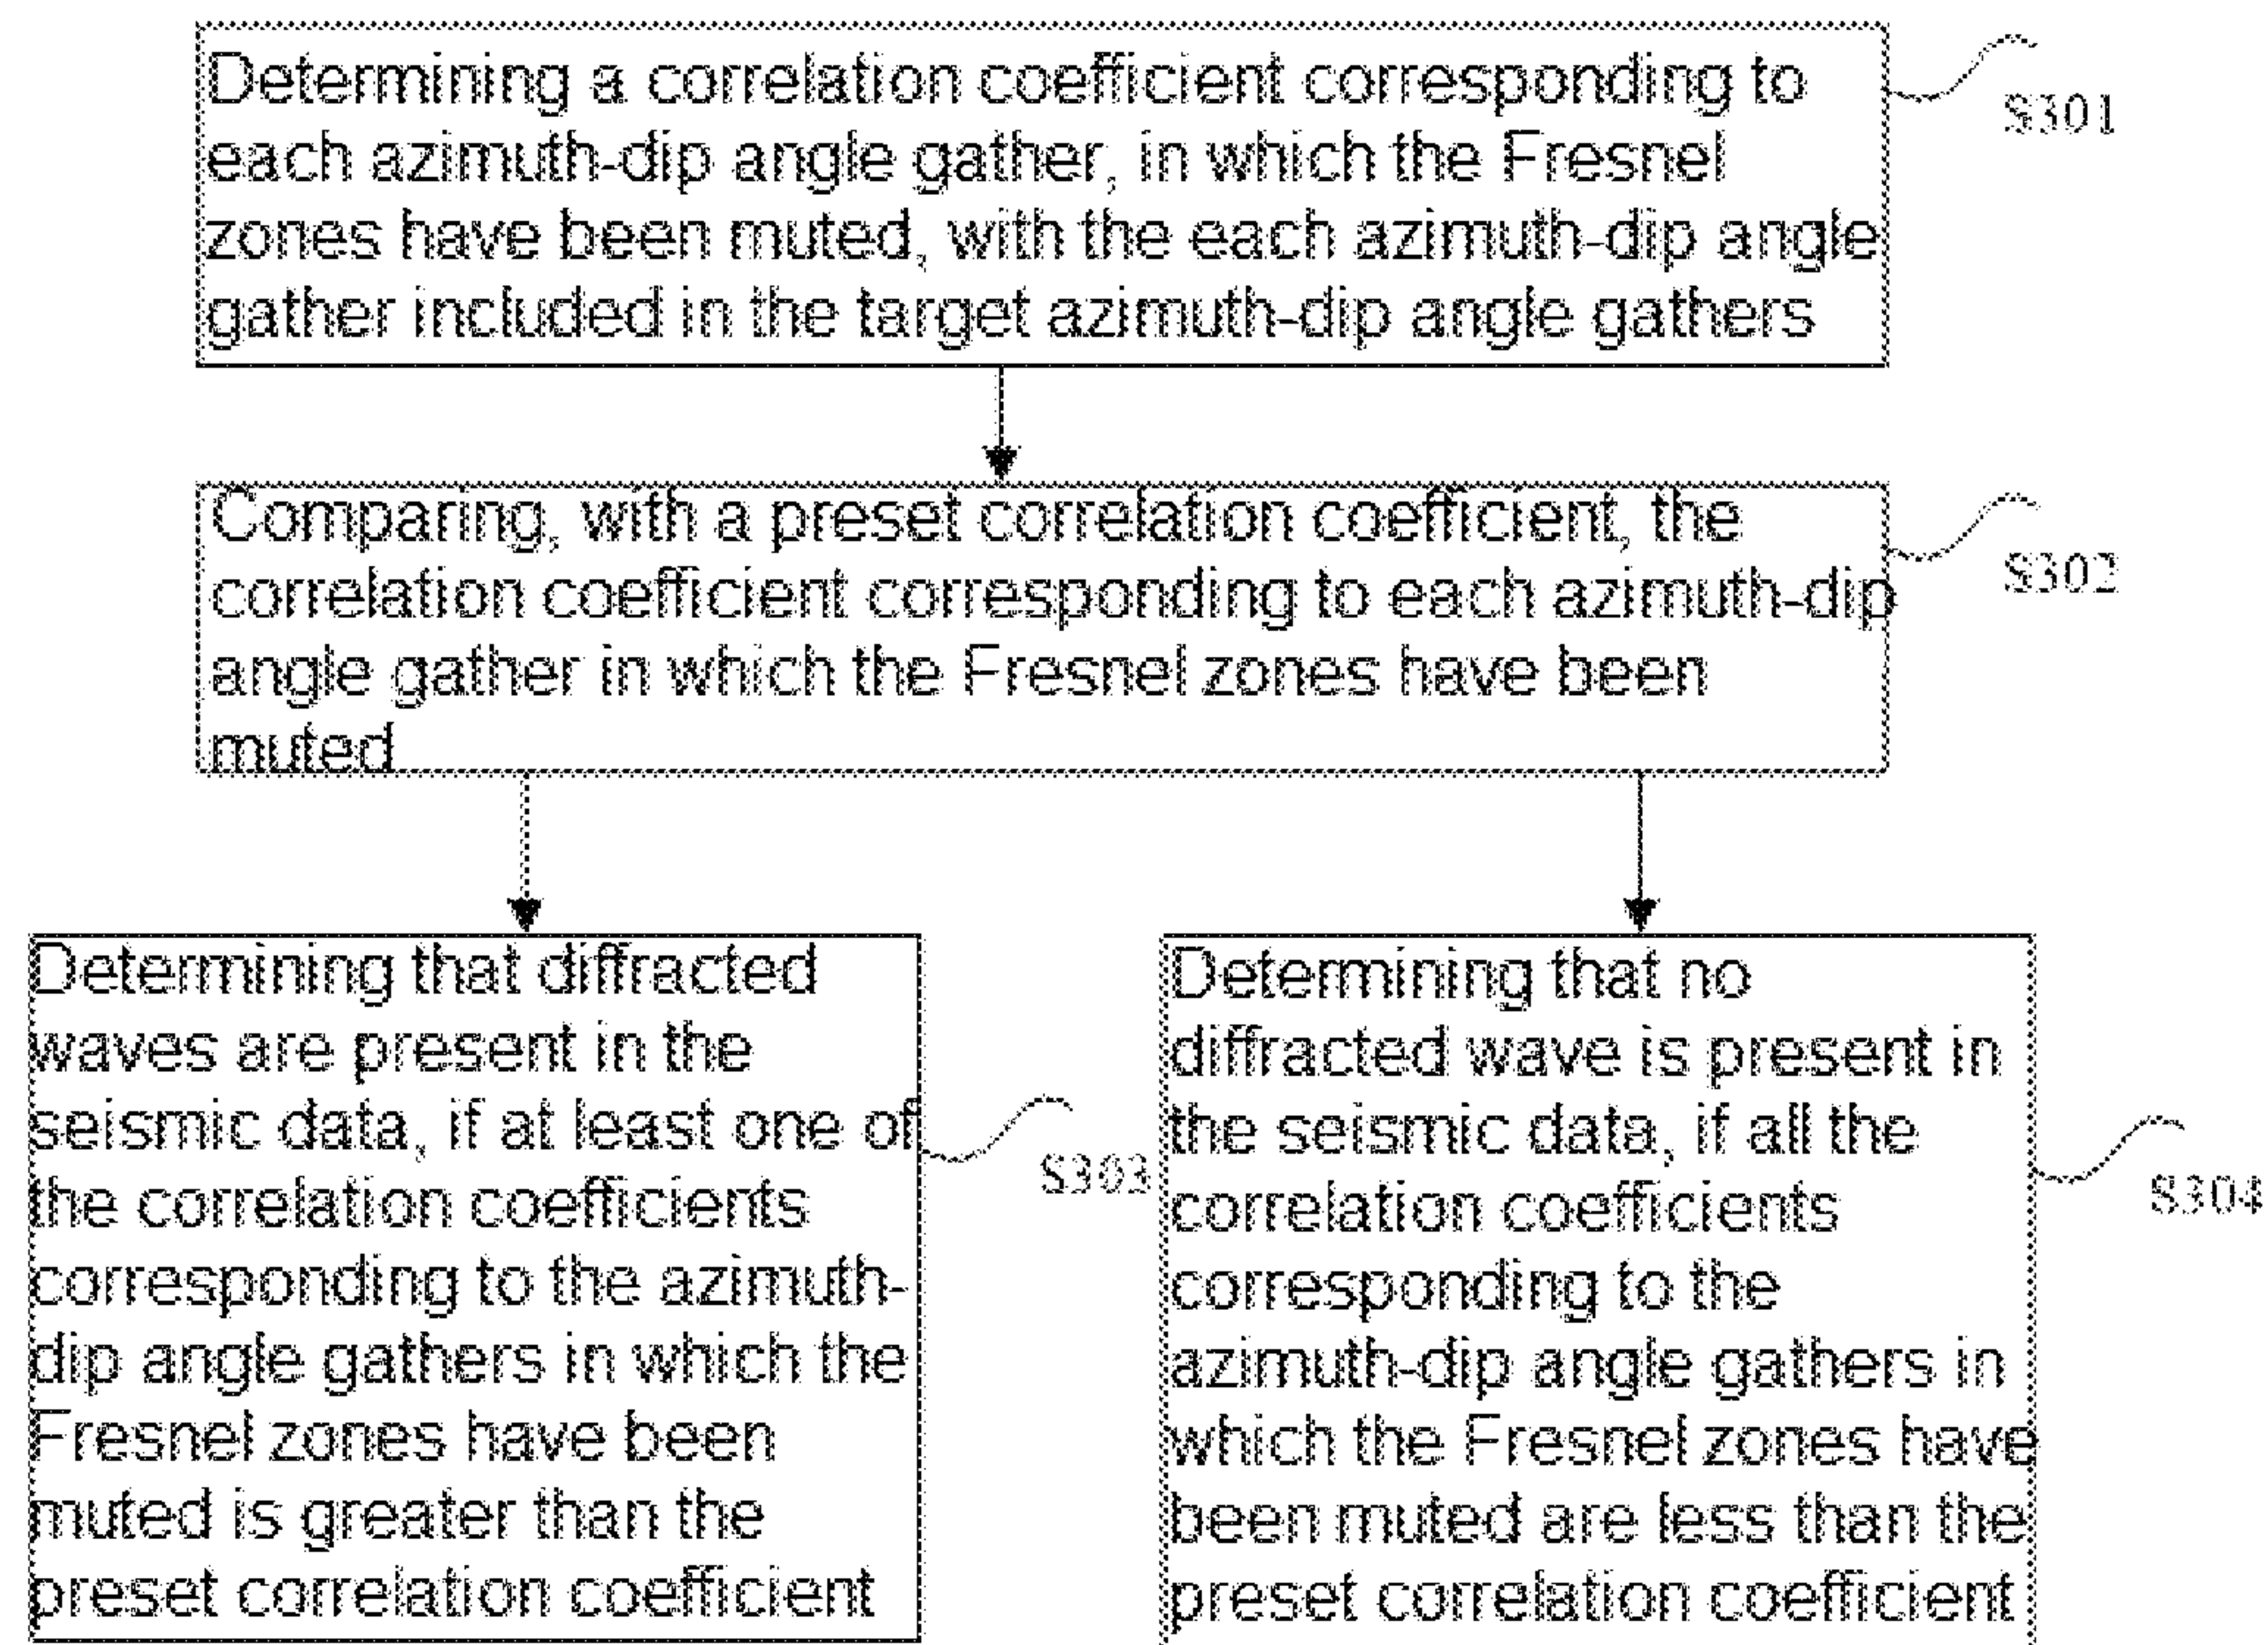 Determining a correlation coefficient corresponding to
each azimuth-dip angle gather, in which the Fresnel
zones have been muted, with the each azimuth-dip angle
gather included in the target azimuth-dip angle gathers
S301
Comparing, with a preset correlation coefficient, the
correlation coefficient corresponding to each azimuth-dip
angle gather in which the Fresnel zones have been
muted
S302
Determining that diffracted
waves are present in the
seismic data, if at least one of
the correlation coefficients
corresponding to the azimuth-
dip angle gathers in which the
Fresnel zones have been
muted is greater than the
preset correlation coefficient
S303
Determining that no
diffracted wave is present in
the seismic data, if all the
correlation coefficients
corresponding to the
azimuth-dip angle gathers in
which the Fresnel zones have
been muted are less than the
preset correlation coefficient
S304